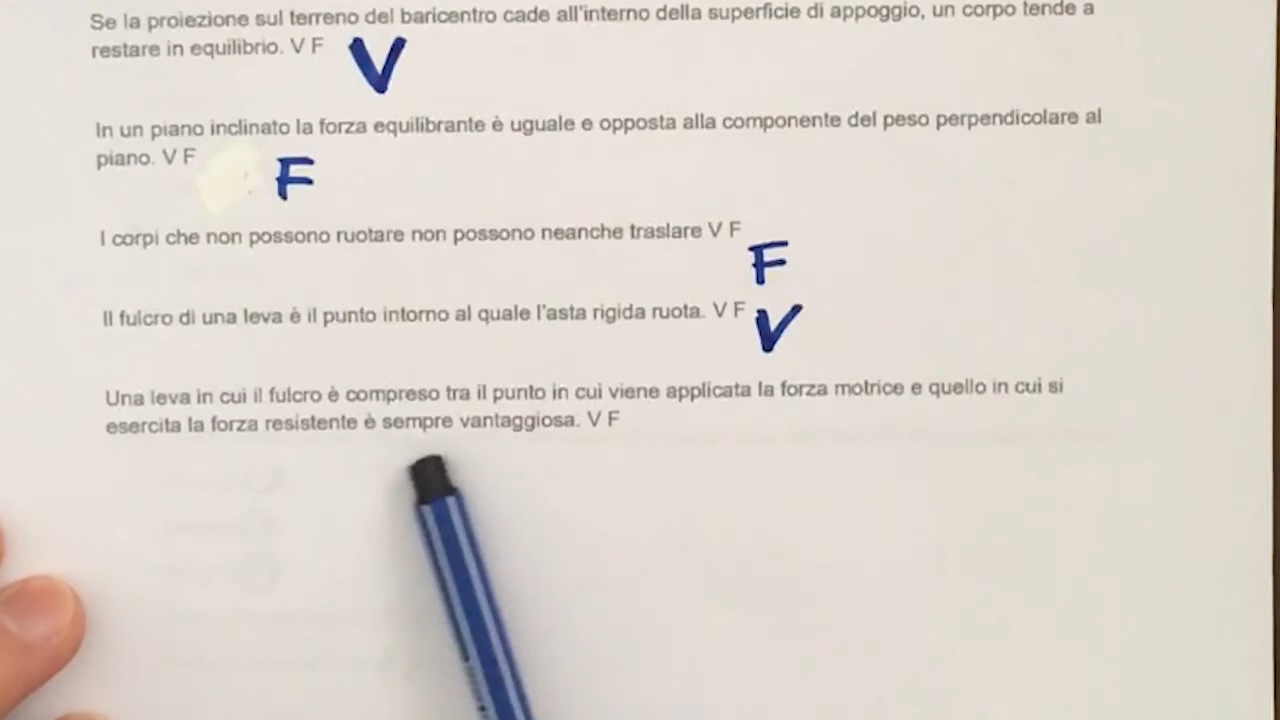 Se la proiezione sul terreno del baricentro cade all'interno della superficie di appoggio, un corpo tende a
restare in equilibrio. V F V
In un piano inclinato la forza equilibrante è uguale e opposta alla componente del peso perpendicolare al
piano. V F F
I corpi che non possono ruotare non possono neanche traslare V F
F
Il fulcro di una leva è il punto intorno al quale l'asta rigida ruota. V F V
Una leva in cui il fulcro è compreso tra il punto in cui viene applicata la forza motrice e quello in cui si
esercita la forza resistente è sempre vantaggiosa. V F